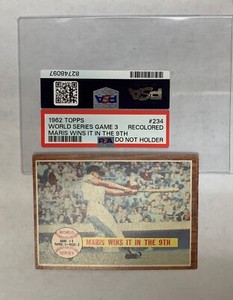 82748097
PSA
1962 TOPPS #234
WORLD SERIES GAME 3 RECOLORED
MARIS WINS IT IN THE 9TH
DO NOT HOLDER
WORLD
SERIES
MARIS WINS IT IN THE 9TH